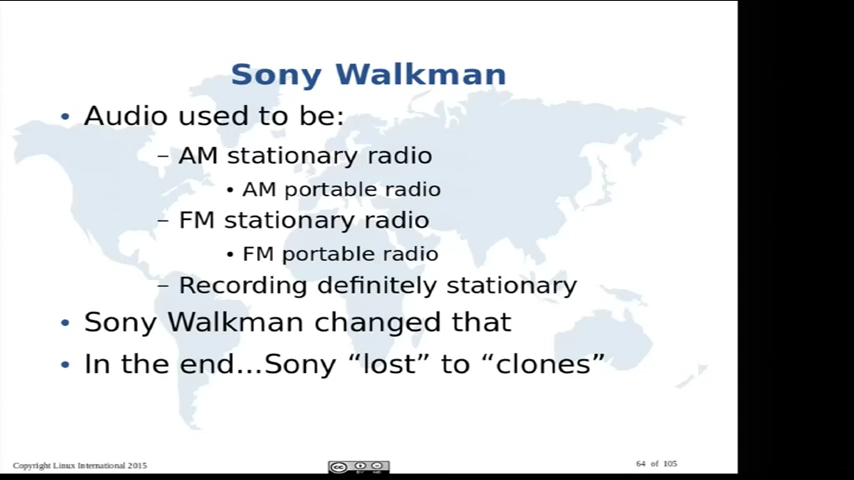 Sony Walkman
• Audio used to be:
– AM stationary radio
• AM portable radio
– FM stationary radio
• FM portable radio
– Recording definitely stationary
• Sony Walkman changed that
• In the end...Sony “lost” to “clones”
Copyright Linux International 2015
64 of 105